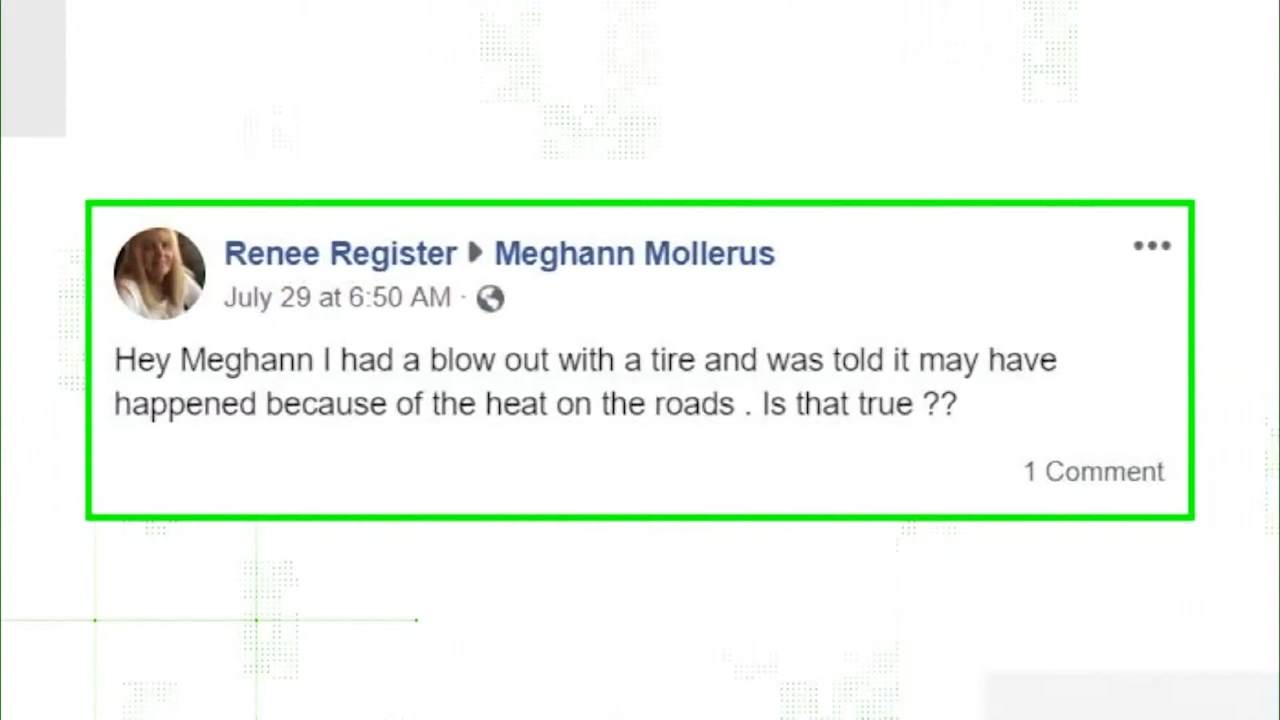 Renee Register ▶ Meghann Mollerus
July 29 at 6:50 AM ·
Hey Meghann I had a blow out with a tire and was told it may have
happened because of the heat on the roads . Is that true ??
1 Comment